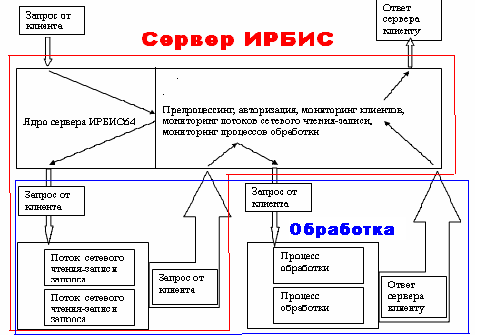 Запрос от
клиента
Ответ
сервера
клиенту
Сервер ИРБИС
Ядро сервера ИРБИС64
Препроцессинг, авторизация, мониторинг клиентов,
мониторинг потоков сетевого чтения-записи,
мониторинг процессов обработки
Запрос от
клиента
Запрос от
клиента
Обработка
Поток сетевого
чтения-записи
запроса
Поток сетевого
чтения-записи
запроса
Запрос от
клиента
Процесс
обработки
Процесс
обработки
Ответ
сервера
клиенту